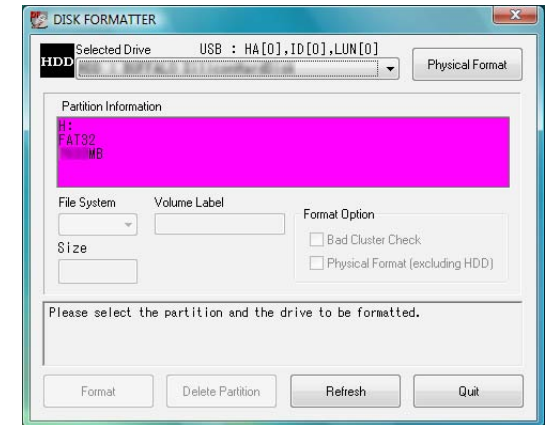 DISK FORMATTER
Selected Drive USB : HA[0],ID[0],LUN[0]
HDD
Physical Format
Partition Information
H:
FAT32
MB
File System Volume Label
Format Option
Bad Cluster Check
Size
Physical Format (excluding HDD)
Please select the partition and the drive to be formatted.
Format Delete Partition Refresh Quit